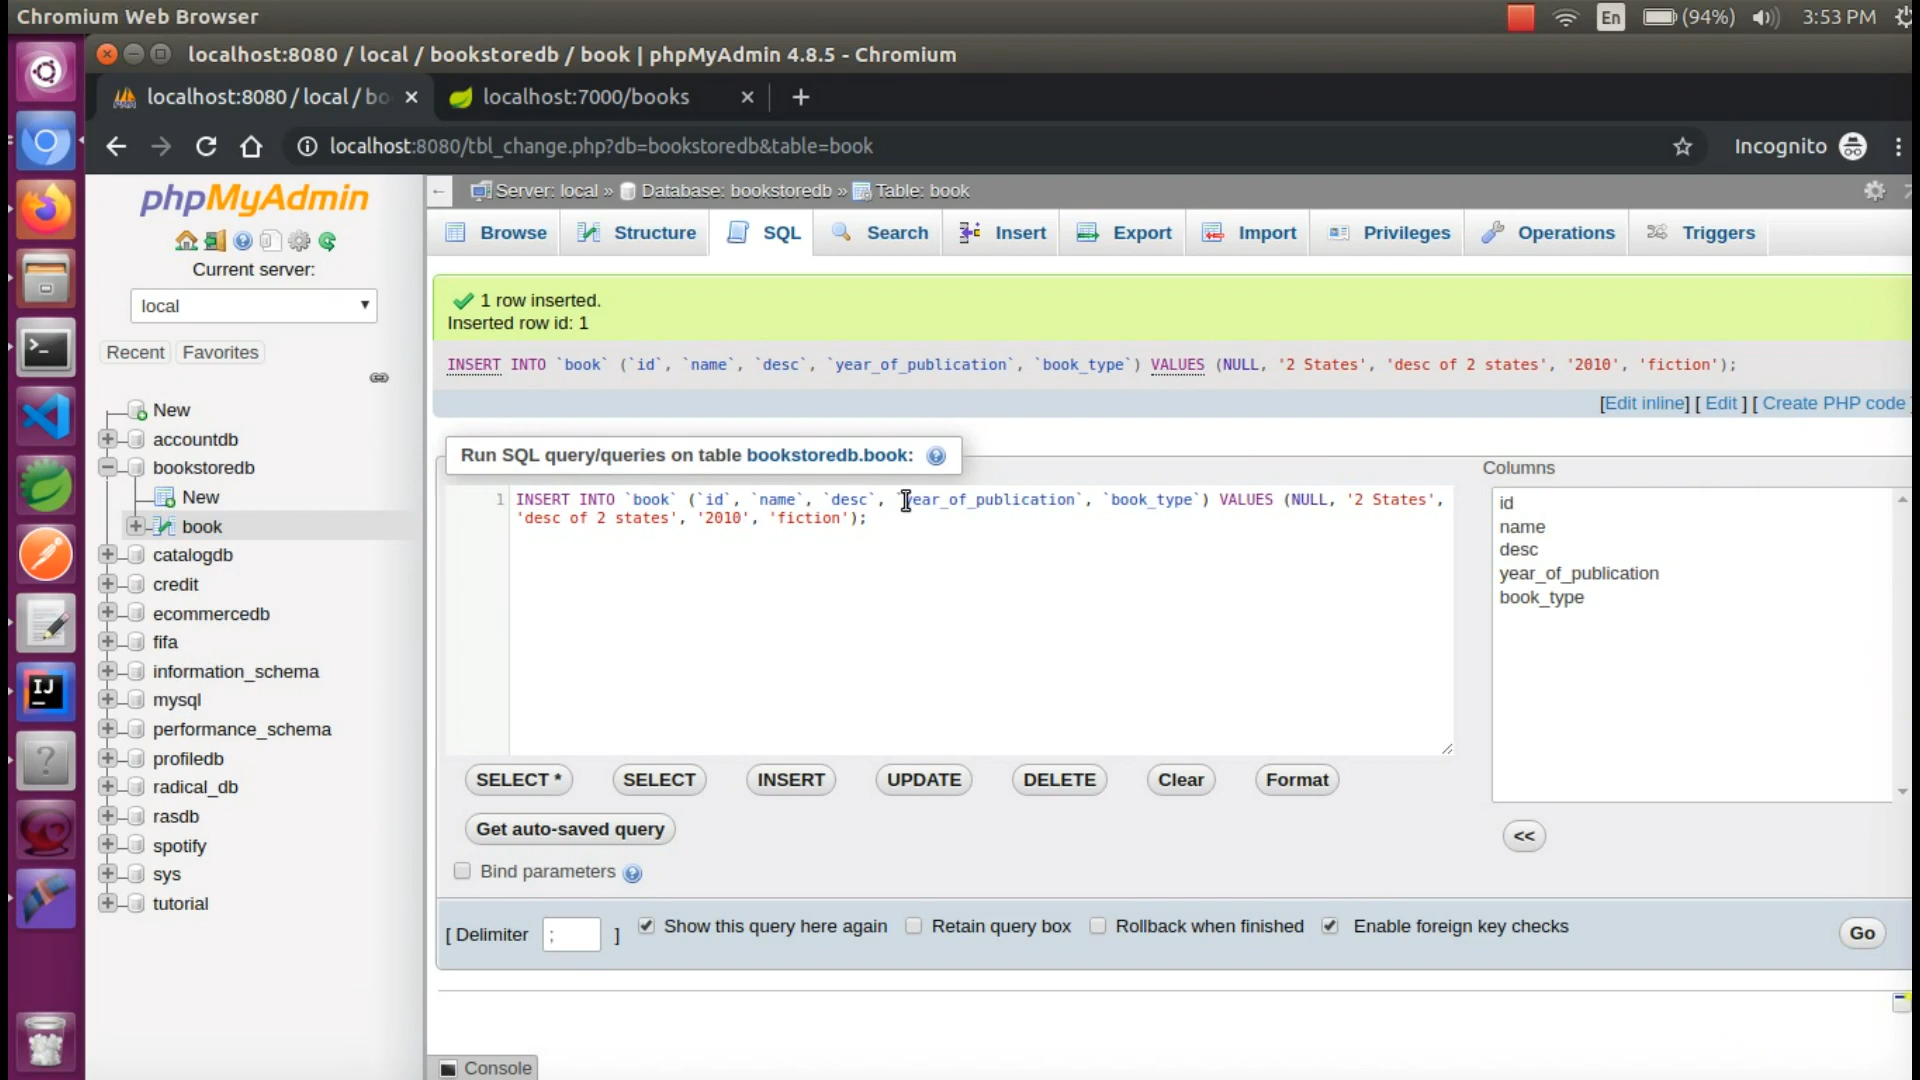 Chromium Web Browser
En (94%) 3:53 PM
localhost:8080 / local / bookstoredb / book | phpMyAdmin 4.8.5 - Chromium
localhost:8080 / local / bo
localhost:7000/books
localhost:8080/tbl_change.php?db=bookstoredb&table=book
Incognito
phpMyAdmin
Current server:
local
Recent Favorites
New
accountdb
bookstoredb
New
book
catalogdb
credit
ecommercedb
fifa
information_schema
mysql
performance_schema
profiledb
radical_db
rasdb
spotify
sys
tutorial
Server: local » Database: bookstoredb » Table: book
Browse Structure SQL Search Insert Export Import Privileges Operations Triggers
1 row inserted.
Inserted row id: 1
INSERT INTO `book` (`id`, `name`, `desc`, `year_of_publication`, `book_type`) VALUES (NULL, '2 States', 'desc of 2 states', '2010', 'fiction');
[Edit inline] [ Edit ] [ Create PHP code ]
Run SQL query/queries on table bookstoredb.book:
1 INSERT INTO `book` (`id`, `name`, `desc`, `year_of_publication`, `book_type`) VALUES (NULL, '2 States',
'desc of 2 states', '2010', 'fiction');
Columns
id
name
desc
year_of_publication
book_type
SELECT * SELECT INSERT UPDATE DELETE Clear Format
Get auto-saved query
<<
Bind parameters
[ Delimiter ; ] Show this query here again Retain query box Rollback when finished Enable foreign key checks
Go
Console
IJ